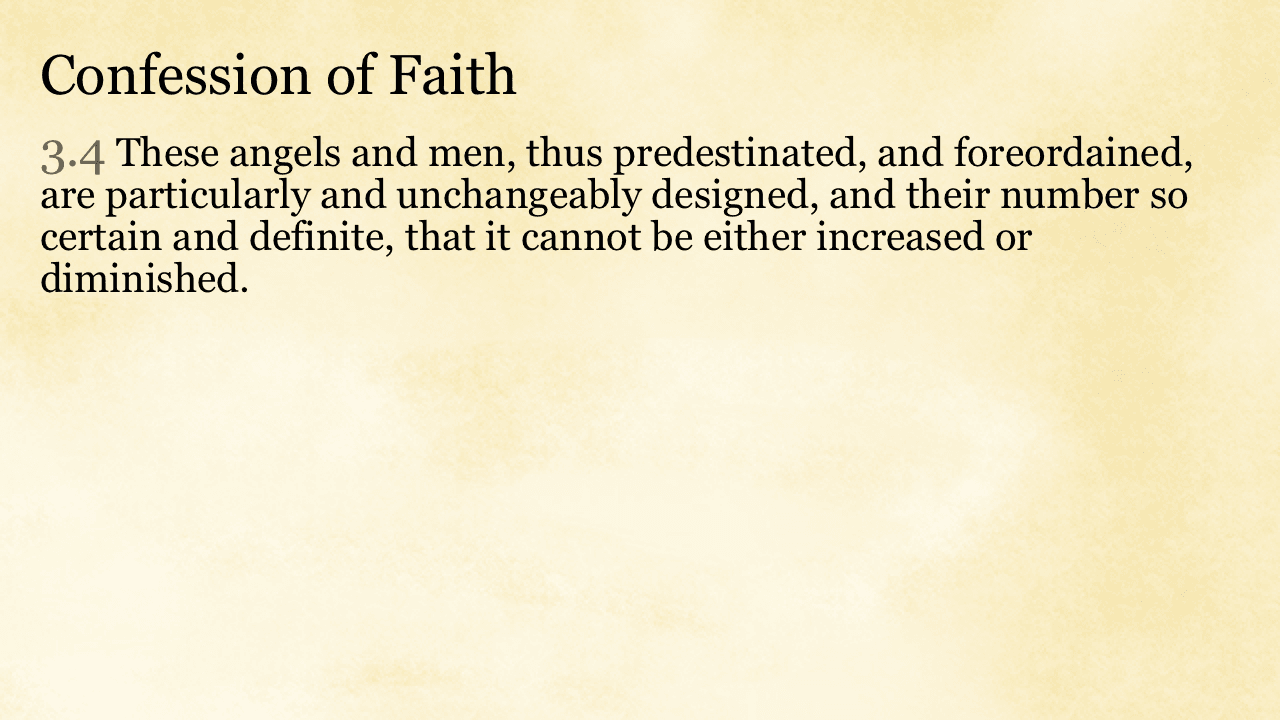 Confession of Faith
3.4 These angels and men, thus predestinated, and foreordained,
are particularly and unchangeably designed, and their number so
certain and definite, that it cannot be either increased or
diminished.